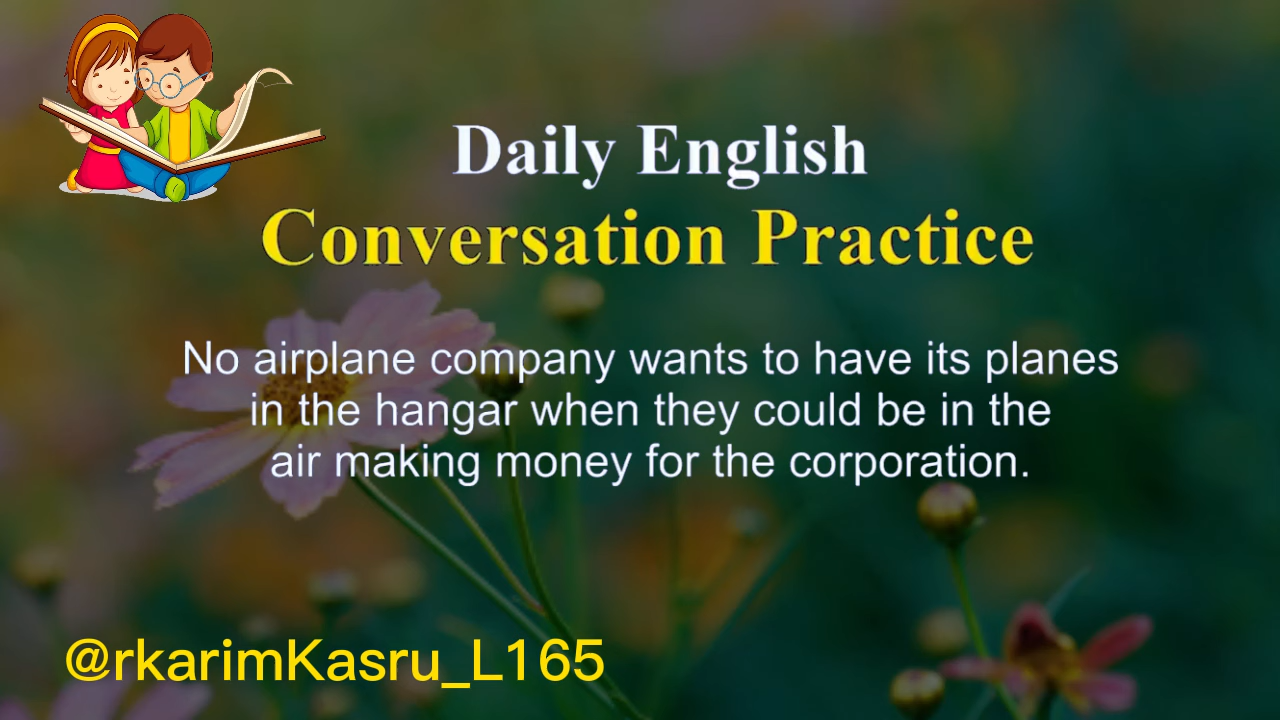 Daily English
Conversation Practice
No airplane company wants to have its planes
in the hangar when they could be in the
air making money for the corporation.
@rkarimKasru_L165